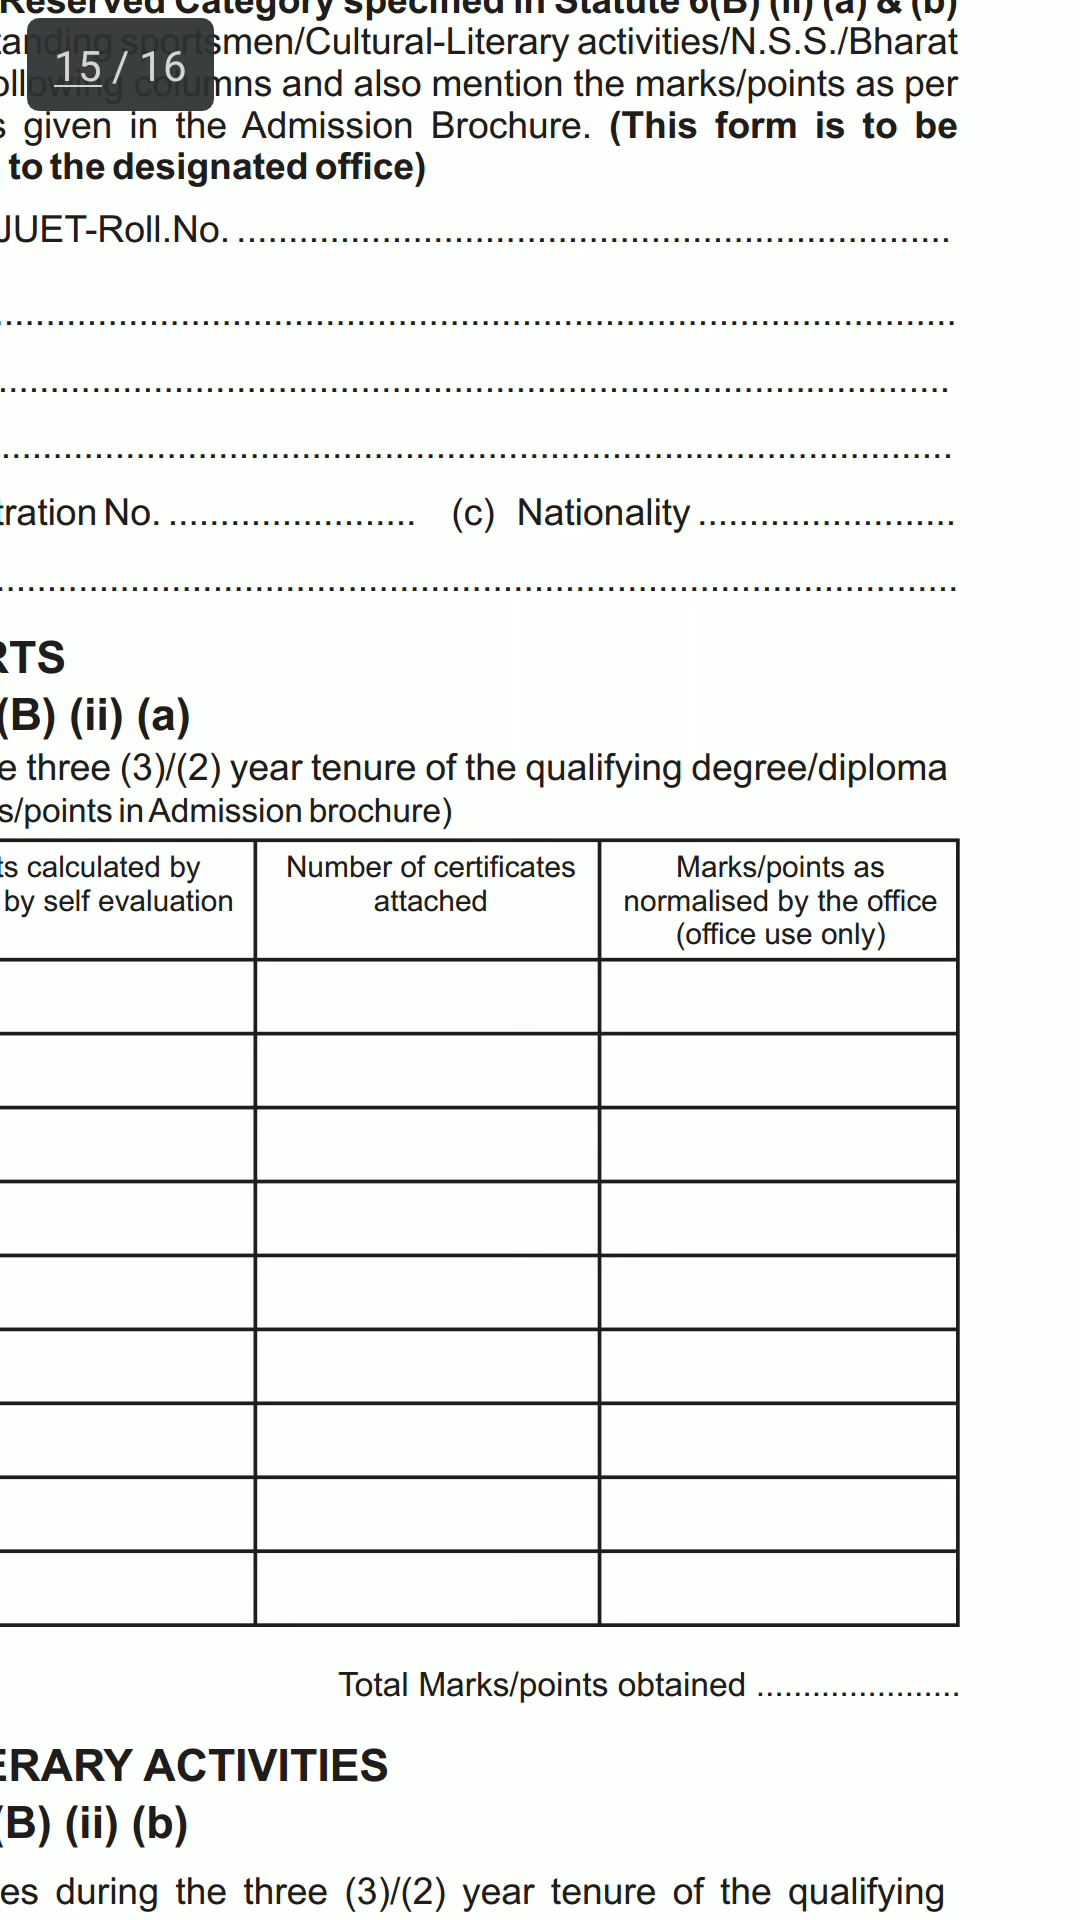 Reserved Category specified in Statute 6(B) (ii) (a) & (b)
tanding sportsmen/Cultural-Literary activities/N.S.S./Bharat
15 / 16
ollowing columns and also mention the marks/points as per
s given in the Admission Brochure. (This form is to be
to the designated office)
JUET-Roll.No. .....................................................................
............................................................................................
............................................................................................
............................................................................................
tration No. ........................ (c) Nationality .........................
............................................................................................
RTS
(B) (ii) (a)
e three (3)/(2) year tenure of the qualifying degree/diploma
s/points in Admission brochure)
ts calculated by
by self evaluation
Number of certificates
attached
Marks/points as
normalised by the office
(office use only)
Total Marks/points obtained ......................
ERARY ACTIVITIES
(B) (ii) (b)
es during the three (3)/(2) year tenure of the qualifying